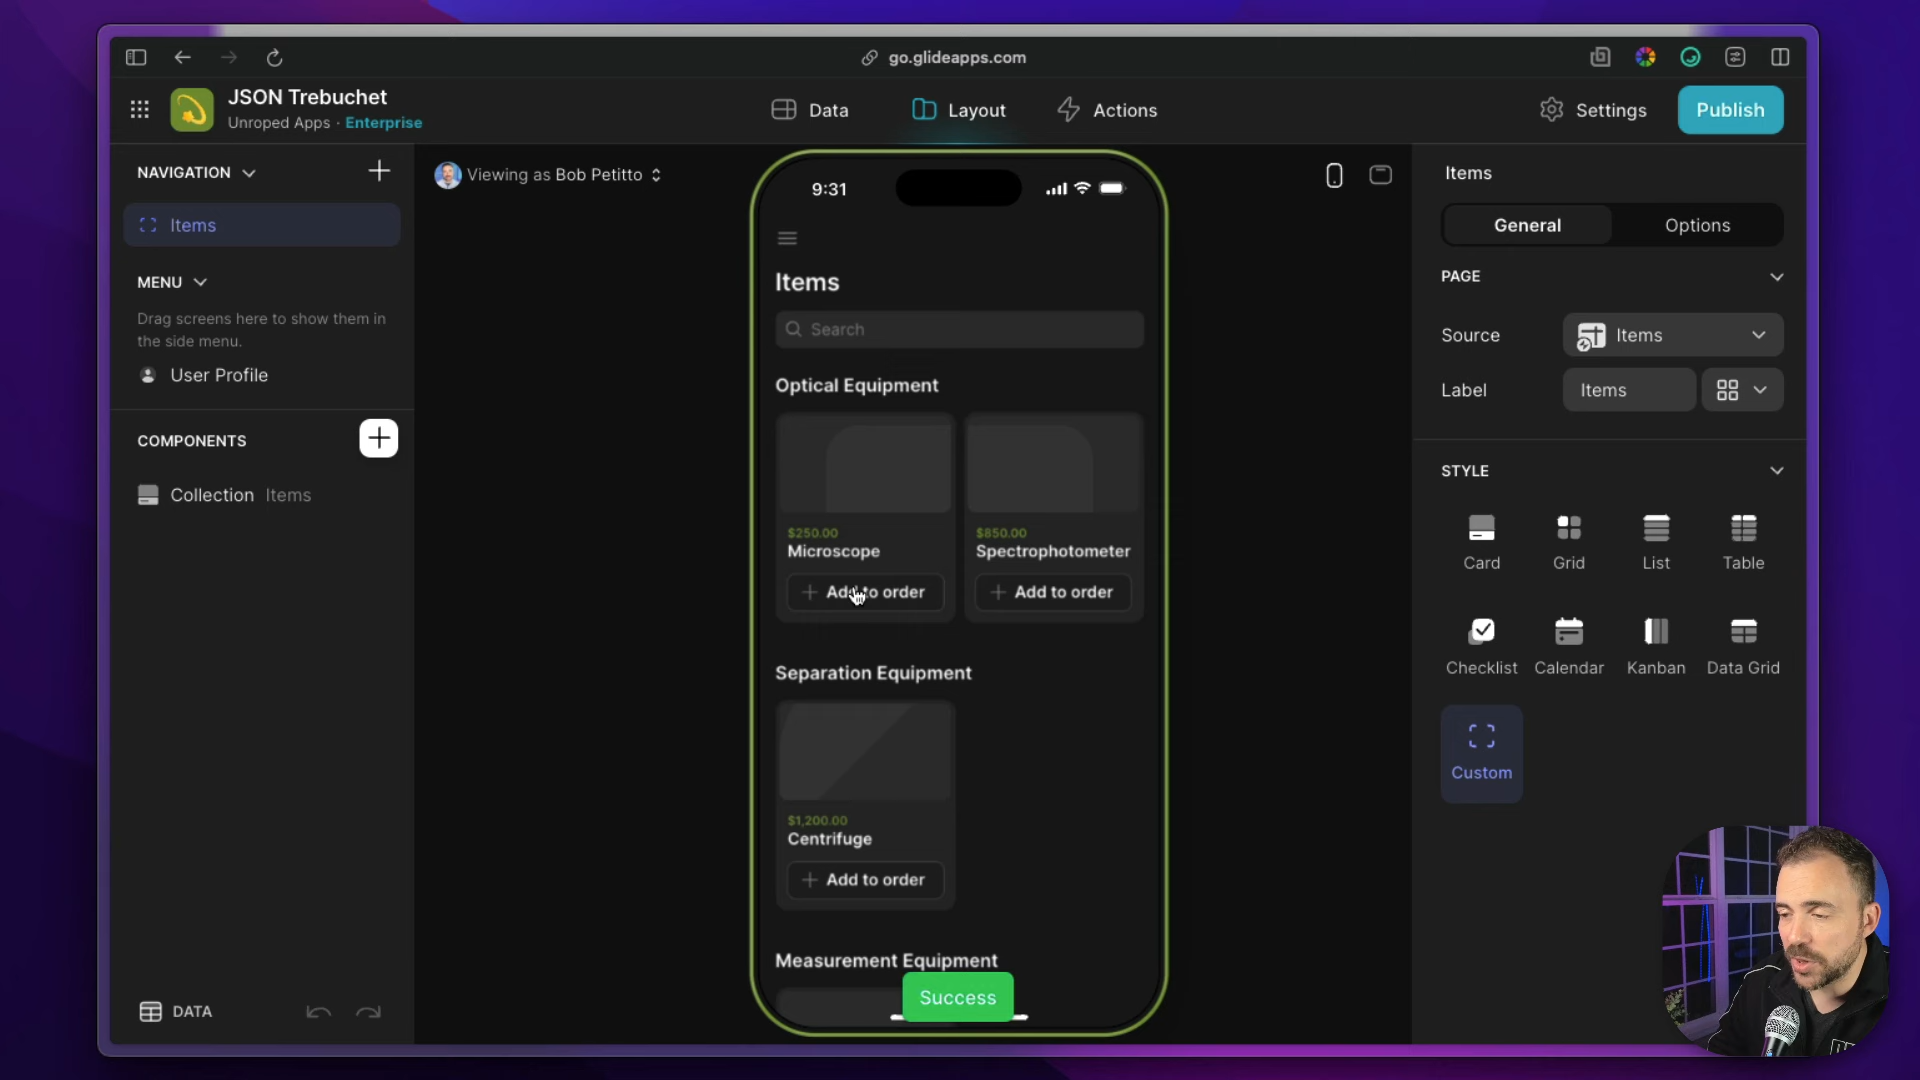 go.glideapps.com
JSON Trebuchet
Unroped Apps · Enterprise
Data
Layout
Actions
Settings
Publish
NAVIGATION
Items
MENU
Drag screens here to show them in
the side menu.
User Profile
COMPONENTS
Collection Items
DATA
Viewing as Bob Petitto
9:31
Items
Search
Optical Equipment
$250.00
Microscope
Add to order
$850.00
Spectrophotometer
Add to order
Separation Equipment
$1,200.00
Centrifuge
Add to order
Measurement Equipment
Success
Items
General
Options
PAGE
Source
Items
Label
Items
STYLE
Card
Grid
List
Table
Checklist
Calendar
Kanban
Data Grid
Custom